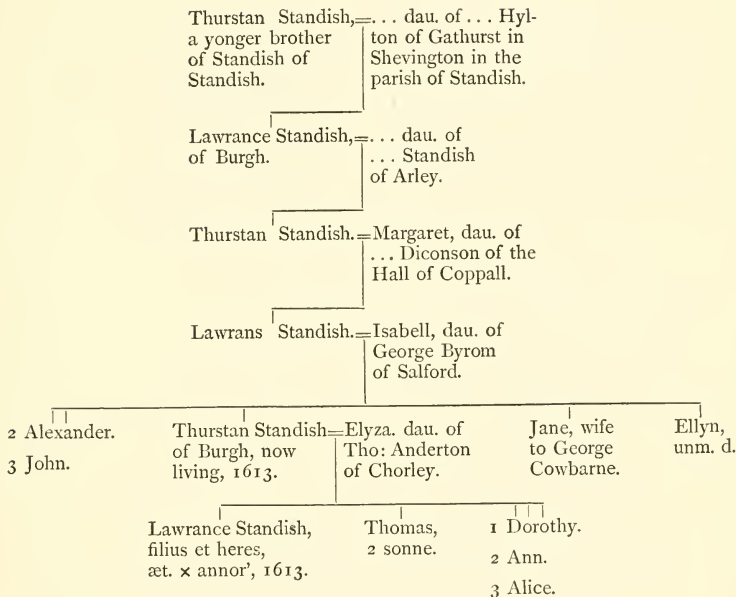 Thurstan Standish,=... dau. of ... Hyl-
a yonger brother
of Standish of
Standish.
ton of Gathurst in
Shevington in the
parish of Standish.
Lawrance Standish,=... dau. of
of Burgh.
... Standish
of Arley.
Thurstan Standish.=Margaret, dau. of
... Diconson of the
Hall of Coppall.
Lawrans Standish.=Isabell, dau. of
George Byrom
of Salford.
2 Alexander.
3 John.
Thurstan Standish=Elyza. dau. of
of Burgh, now
living, 1613.
Tho: Anderton
of Chorley.
Jane, wife
to George
Cowbarne.
Ellyn,
unm. d.
Lawrance Standish,
filius et heres,
æt. x annor', 1613.
Thomas,
2 sonne.
1 Dorothy.
2 Ann.
3 Alice.